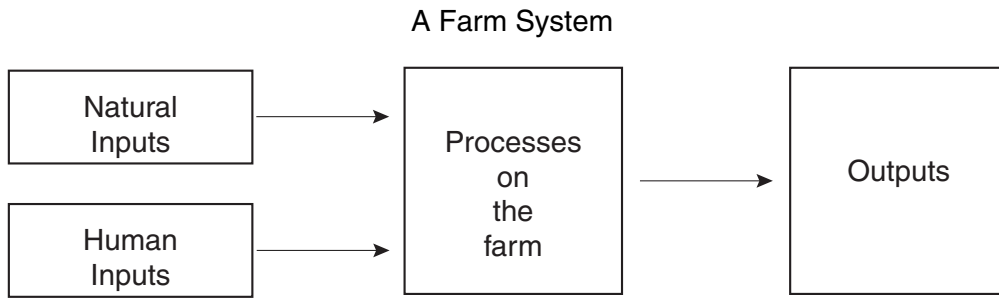 A Farm System
Natural
Inputs
Human
Inputs
Processes
on
the
farm
Outputs